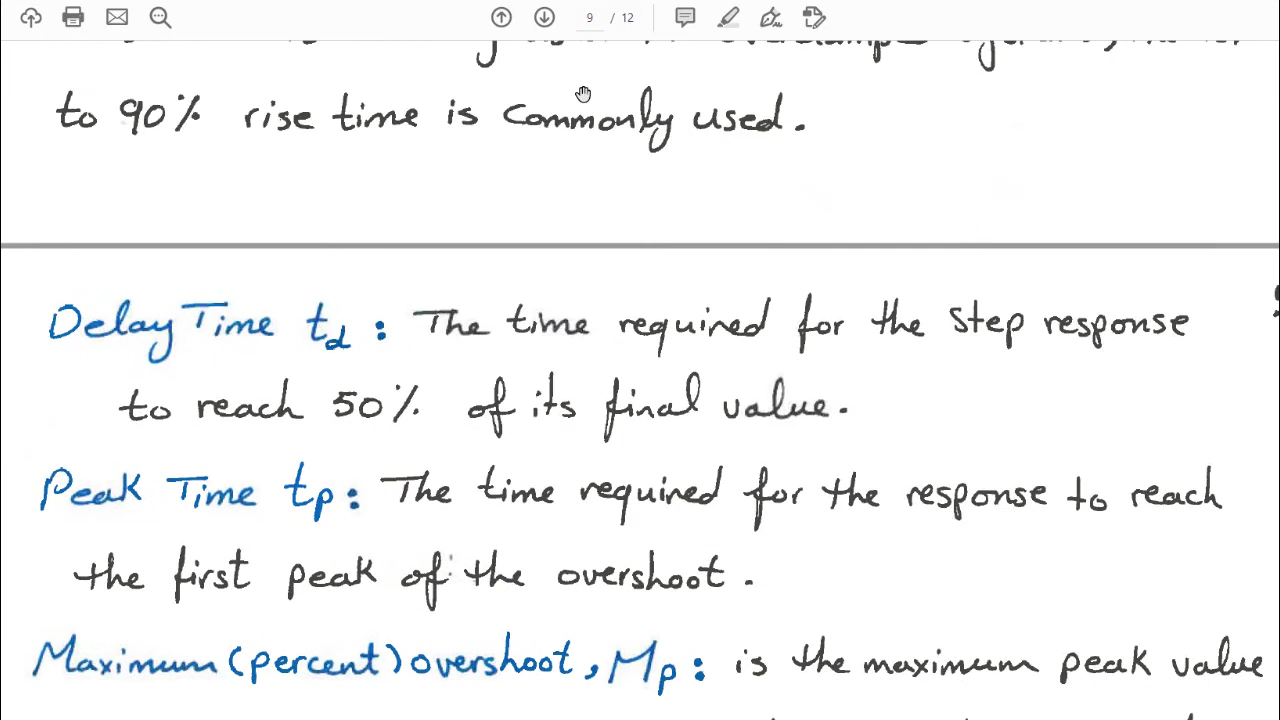 9 / 12
to 90% rise time is commonly used.
Delay Time td : The time required for the step response
to reach 50% of its final value.
Peak Time tp : The time required for the response to reach
the first peak of the overshoot.
Maximum (percent) overshoot, Mp : is the maximum peak value